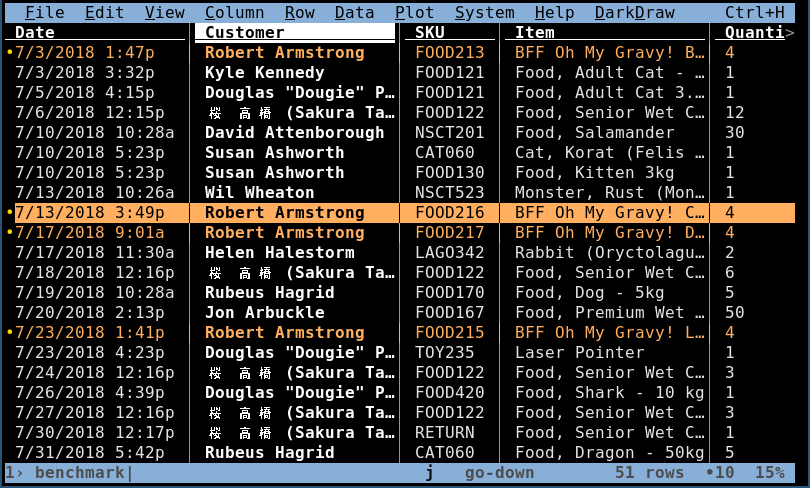 File Edit View Column Row Data Plot System Help DarkDraw Ctrl+H
Date Customer SKU Item Quanti>
•7/3/2018 1:47p Robert Armstrong FOOD213 BFF Oh My Gravy! B… 4
7/3/2018 3:32p Kyle Kennedy FOOD121 Food, Adult Cat - … 1
7/5/2018 4:15p Douglas "Dougie" P… FOOD121 Food, Adult Cat 3.… 1
7/6/2018 12:15p 桜 高橋 (Sakura Ta… FOOD122 Food, Senior Wet C… 12
7/10/2018 10:28a David Attenborough NSCT201 Food, Salamander 30
7/10/2018 5:23p Susan Ashworth CAT060 Cat, Korat (Felis … 1
7/10/2018 5:23p Susan Ashworth FOOD130 Food, Kitten 3kg 1
7/13/2018 10:26a Wil Wheaton NSCT523 Monster, Rust (Mon… 1
•7/13/2018 3:49p Robert Armstrong FOOD216 BFF Oh My Gravy! C… 4
•7/17/2018 9:01a Robert Armstrong FOOD217 BFF Oh My Gravy! D… 4
7/17/2018 11:30a Helen Halestorm LAGO342 Rabbit (Oryctolagu… 2
7/18/2018 12:16p 桜 高橋 (Sakura Ta… FOOD122 Food, Senior Wet C… 6
7/19/2018 10:28a Rubeus Hagrid FOOD170 Food, Dog - 5kg 5
7/20/2018 2:13p Jon Arbuckle FOOD167 Food, Premium Wet … 50
•7/23/2018 1:41p Robert Armstrong FOOD215 BFF Oh My Gravy! L… 4
7/23/2018 4:23p Douglas "Dougie" P… TOY235 Laser Pointer 1
7/24/2018 12:16p 桜 高橋 (Sakura Ta… FOOD122 Food, Senior Wet C… 3
7/26/2018 4:39p Douglas "Dougie" P… FOOD420 Food, Shark - 10 kg 1
7/27/2018 12:16p 桜 高橋 (Sakura Ta… FOOD122 Food, Senior Wet C… 3
7/30/2018 12:17p 桜 高橋 (Sakura Ta… RETURN Food, Senior Wet C… 1
7/31/2018 5:42p Rubeus Hagrid CAT060 Food, Dragon - 50kg 5
1› benchmark| j go-down 51 rows •10 15%